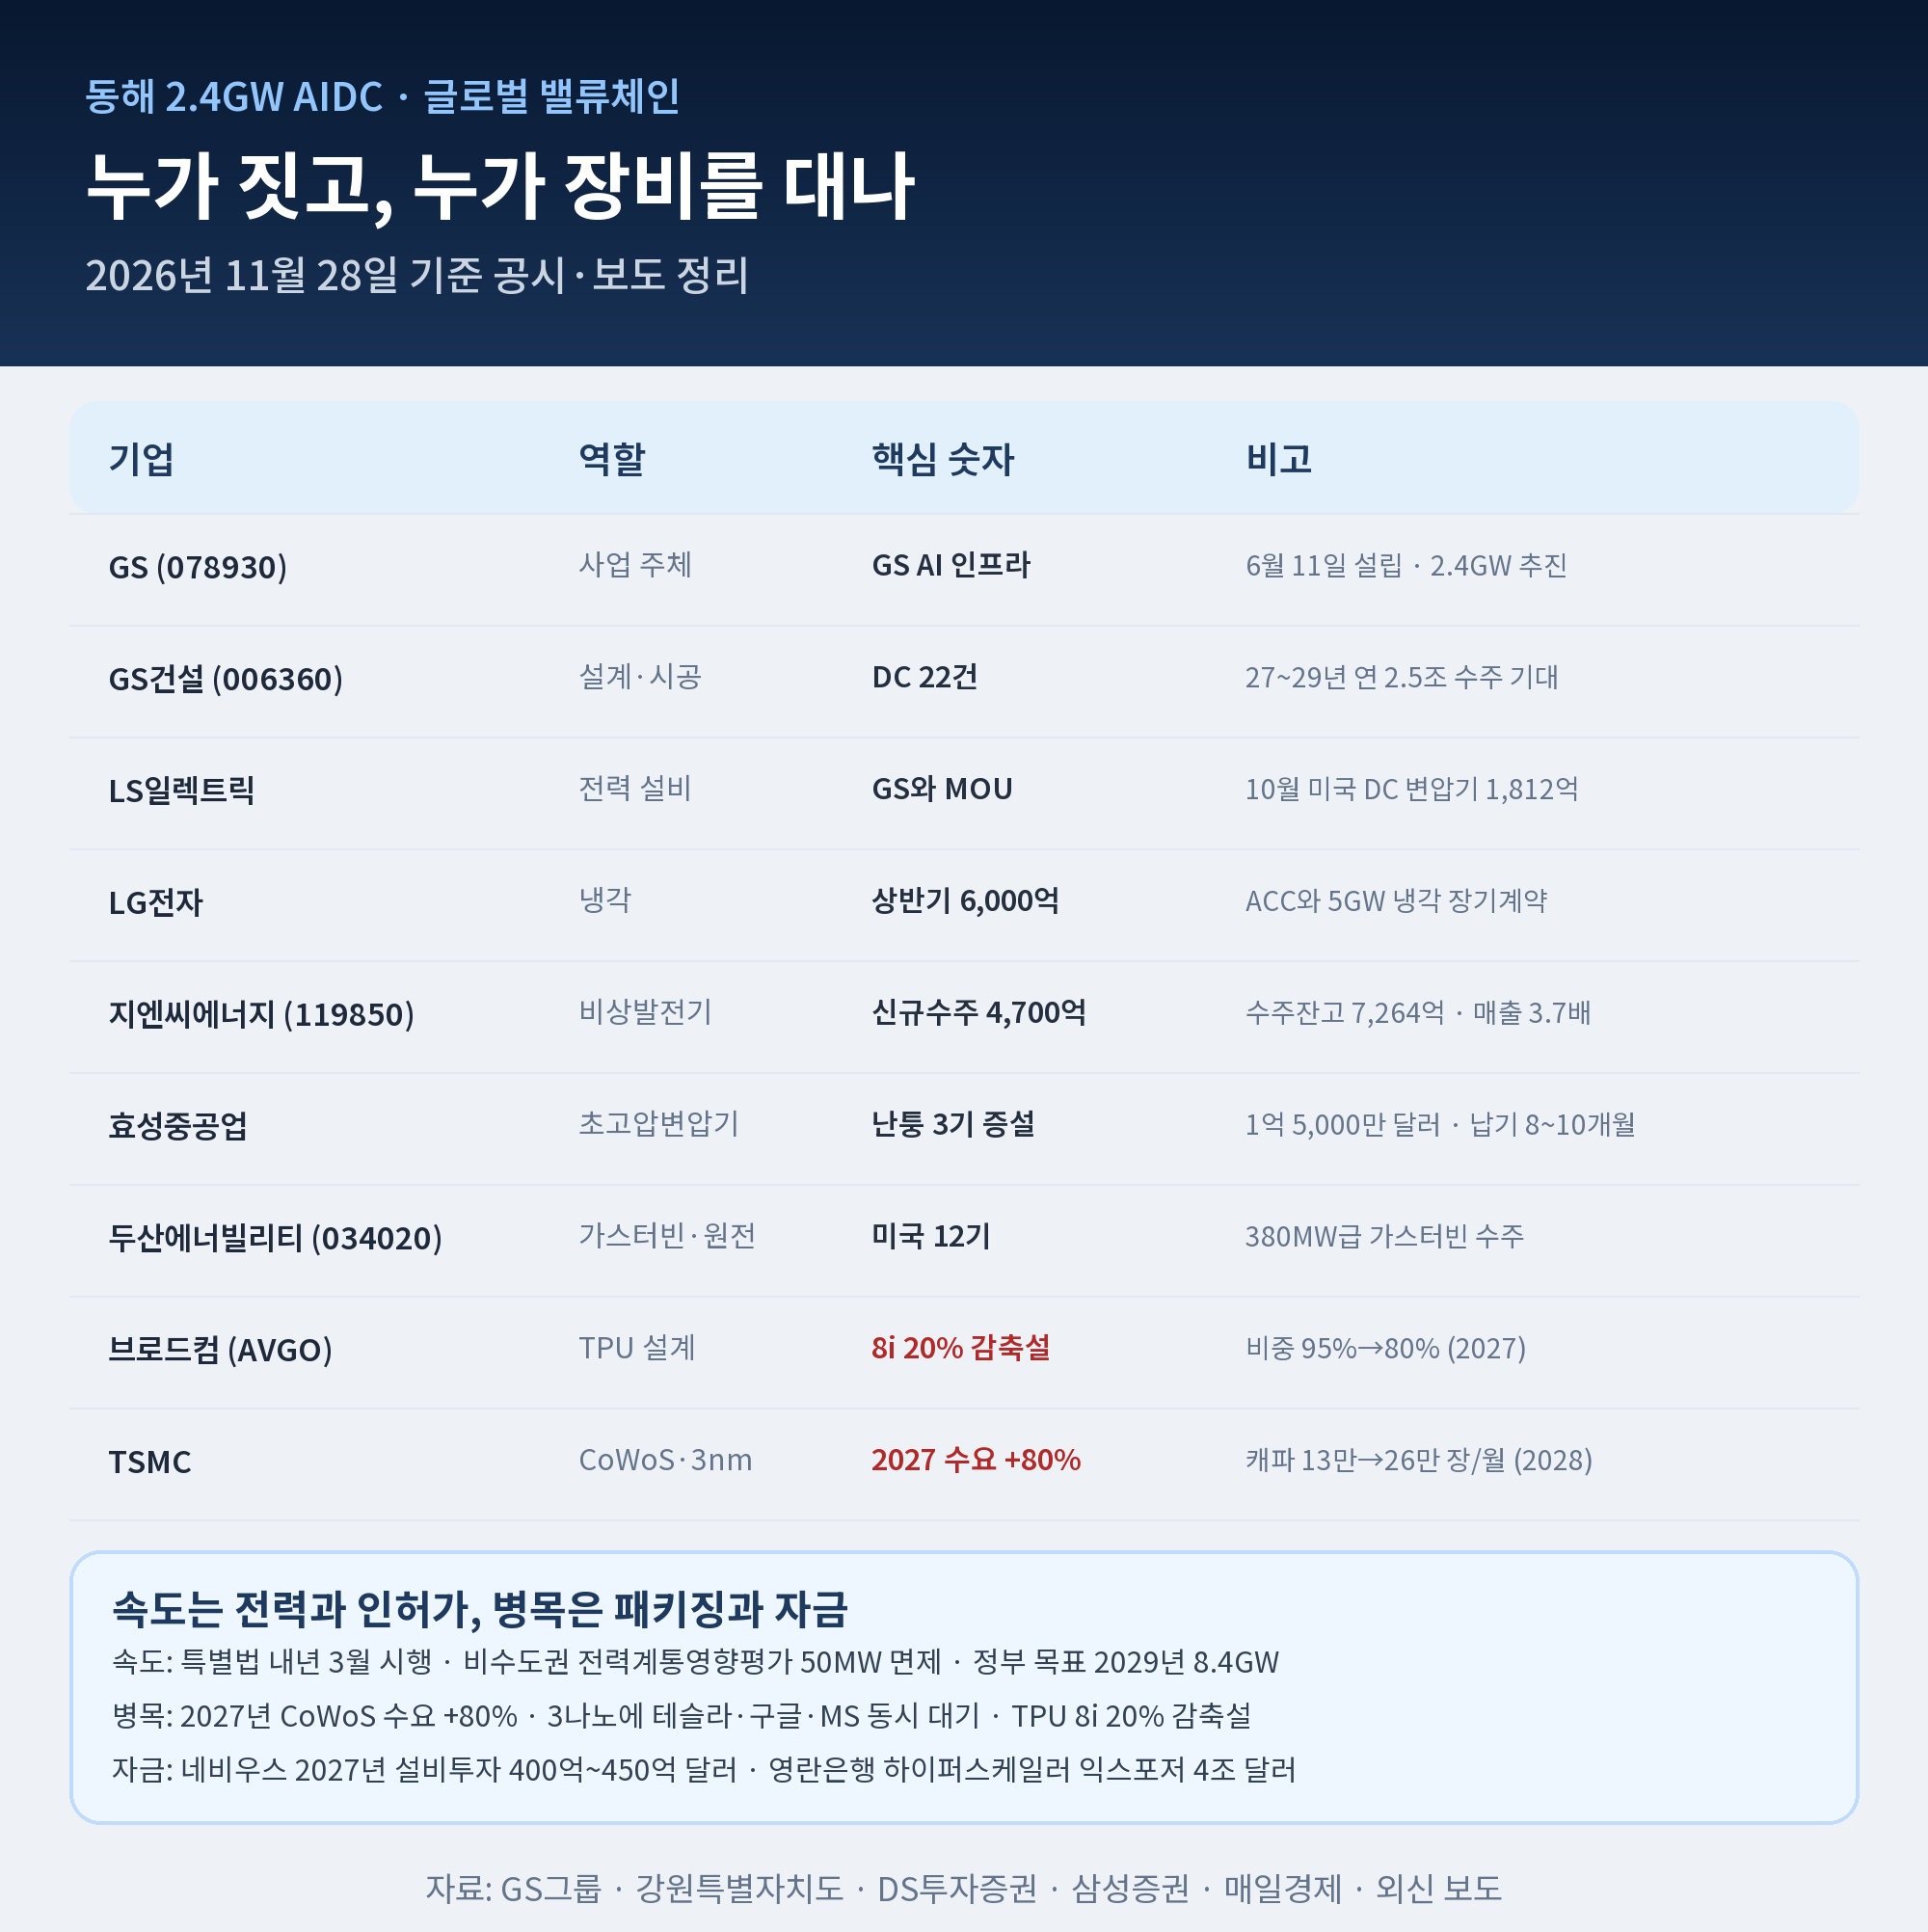 동해 2.4GW AIDC · 글로벌 밸류체인
누가 짓고, 누가 장비를 대나
2026년 11월 28일 기준 공시·보도 정리
기업 역할 핵심 숫자 비고
GS (078930) 사업 주체 GS AI 인프라 6월 11일 설립 · 2.4GW 추진
GS건설 (006360) 설계·시공 DC 22건 27~29년 연 2.5조 수주 기대
LS일렉트릭 전력 설비 GS와 MOU 10월 미국 DC 변압기 1,812억
LG전자 냉각 상반기 6,000억 ACC와 5GW 냉각 장기계약
지엔씨에너지 (119850) 비상발전기 신규수주 4,700억 수주잔고 7,264억 · 매출 3.7배
효성중공업 초고압변압기 난퉁 3기 증설 1억 5,000만 달러 · 납기 8~10개월
두산에너빌리티 (034020) 가스터빈·원전 미국 12기 380MW급 가스터빈 수주
브로드컴 (AVGO) TPU 설계 8i 20% 감축설 비중 95%→80% (2027)
TSMC CoWoS·3nm 2027 수요 +80% 캐파 13만→26만 장/월 (2028)
속도는 전력과 인허가, 병목은 패키징과 자금
속도: 특별법 내년 3월 시행 · 비수도권 전력계통영향평가 50MW 면제 · 정부 목표 2029년 8.4GW
병목: 2027년 CoWoS 수요 +80% · 3나노에 테슬라·구글·MS 동시 대기 · TPU 8i 20% 감축설
자금: 네비우스 2027년 설비투자 400억~450억 달러 · 영란은행 하이퍼스케일러 익스포저 4조 달러
자료: GS그룹 · 강원특별자치도 · DS투자증권 · 삼성증권 · 매일경제 · 외신 보도